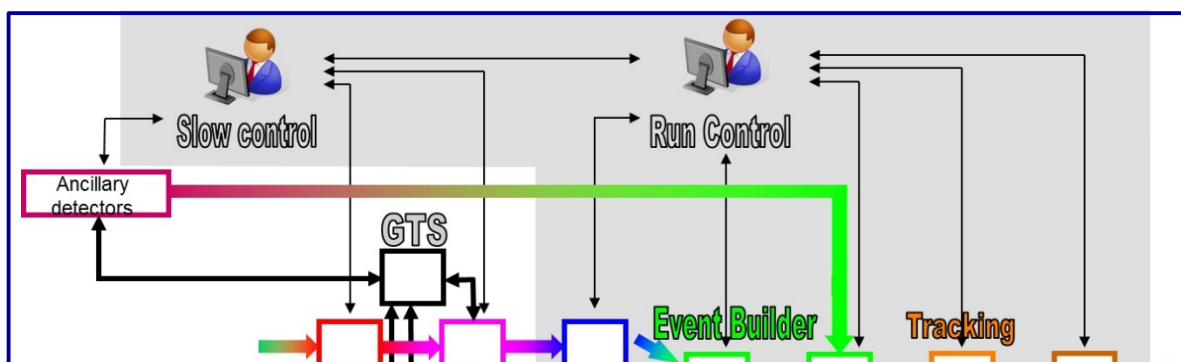 Slow control
Run Control
Ancillary
detectors
GTS
Event Builder
Tracking